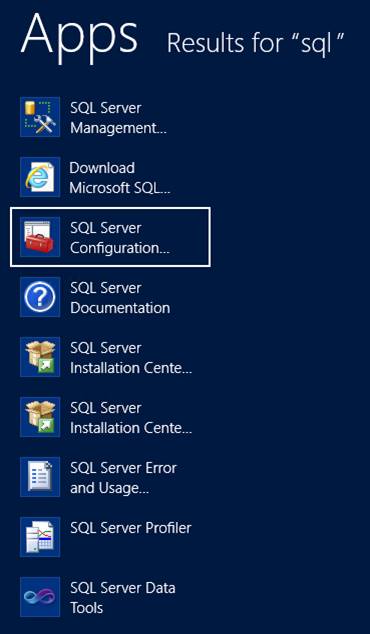 Apps Results for “sql”
SQL Server
Management...
Download
Microsoft SQL...
SQL Server
Configuration...
SQL Server
Documentation
SQL Server
Installation Cente...
SQL Server
Installation Cente...
SQL Server Error
and Usage...
SQL Server Profiler
SQL Server Data
Tools